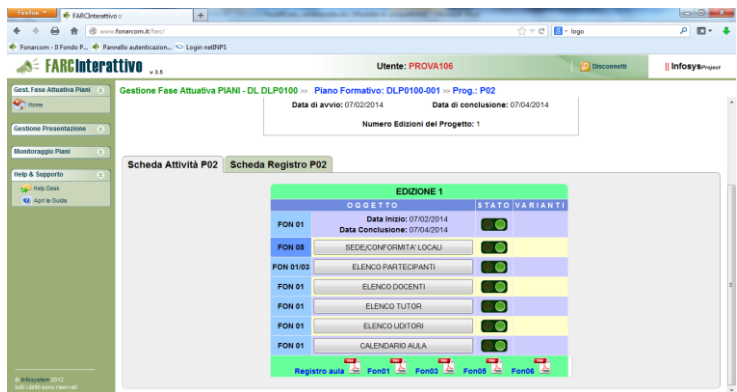 Firefox
FARCInterattivo ::
www.fonarcom.it/farc/
logo
Fonarcom - Il Fondo P...
Pannello autenticazion...
Login netINPS
FARCInterattivo v 3.5
Utente: PROVA106
Disconnetti
Infosys Project
Gest. Fase Attuativa Piani
Home
Gestione Presentazione
Monitoraggio Piani
Help & Supporto
Help Desk
Apri la Guida
Gestione Fase Attuativa PIANI - DL DLP0100 >> Piano Formativo: DLP0100-001 >> Prog.: P02
Data di avvio: 07/02/2014 Data di conclusione: 07/04/2014
Numero Edizioni del Progetto: 1
Scheda Attività P02 Scheda Registro P02
EDIZIONE 1
OGGETTO STATO VARIANTI
FON 01 Data Inizio: 07/02/2014
Data Conclusione: 07/04/2014
FON 05 SEDE/CONFORMITA' LOCALI
FON 01/03 ELENCO PARTECIPANTI
FON 01 ELENCO DOCENTI
FON 01 ELENCO TUTOR
FON 01 ELENCO UDITORI
FON 01 CALENDARIO AULA
Registro aula Fon01 Fon03 Fon05 Fon06
tutti i diritti sono riservati